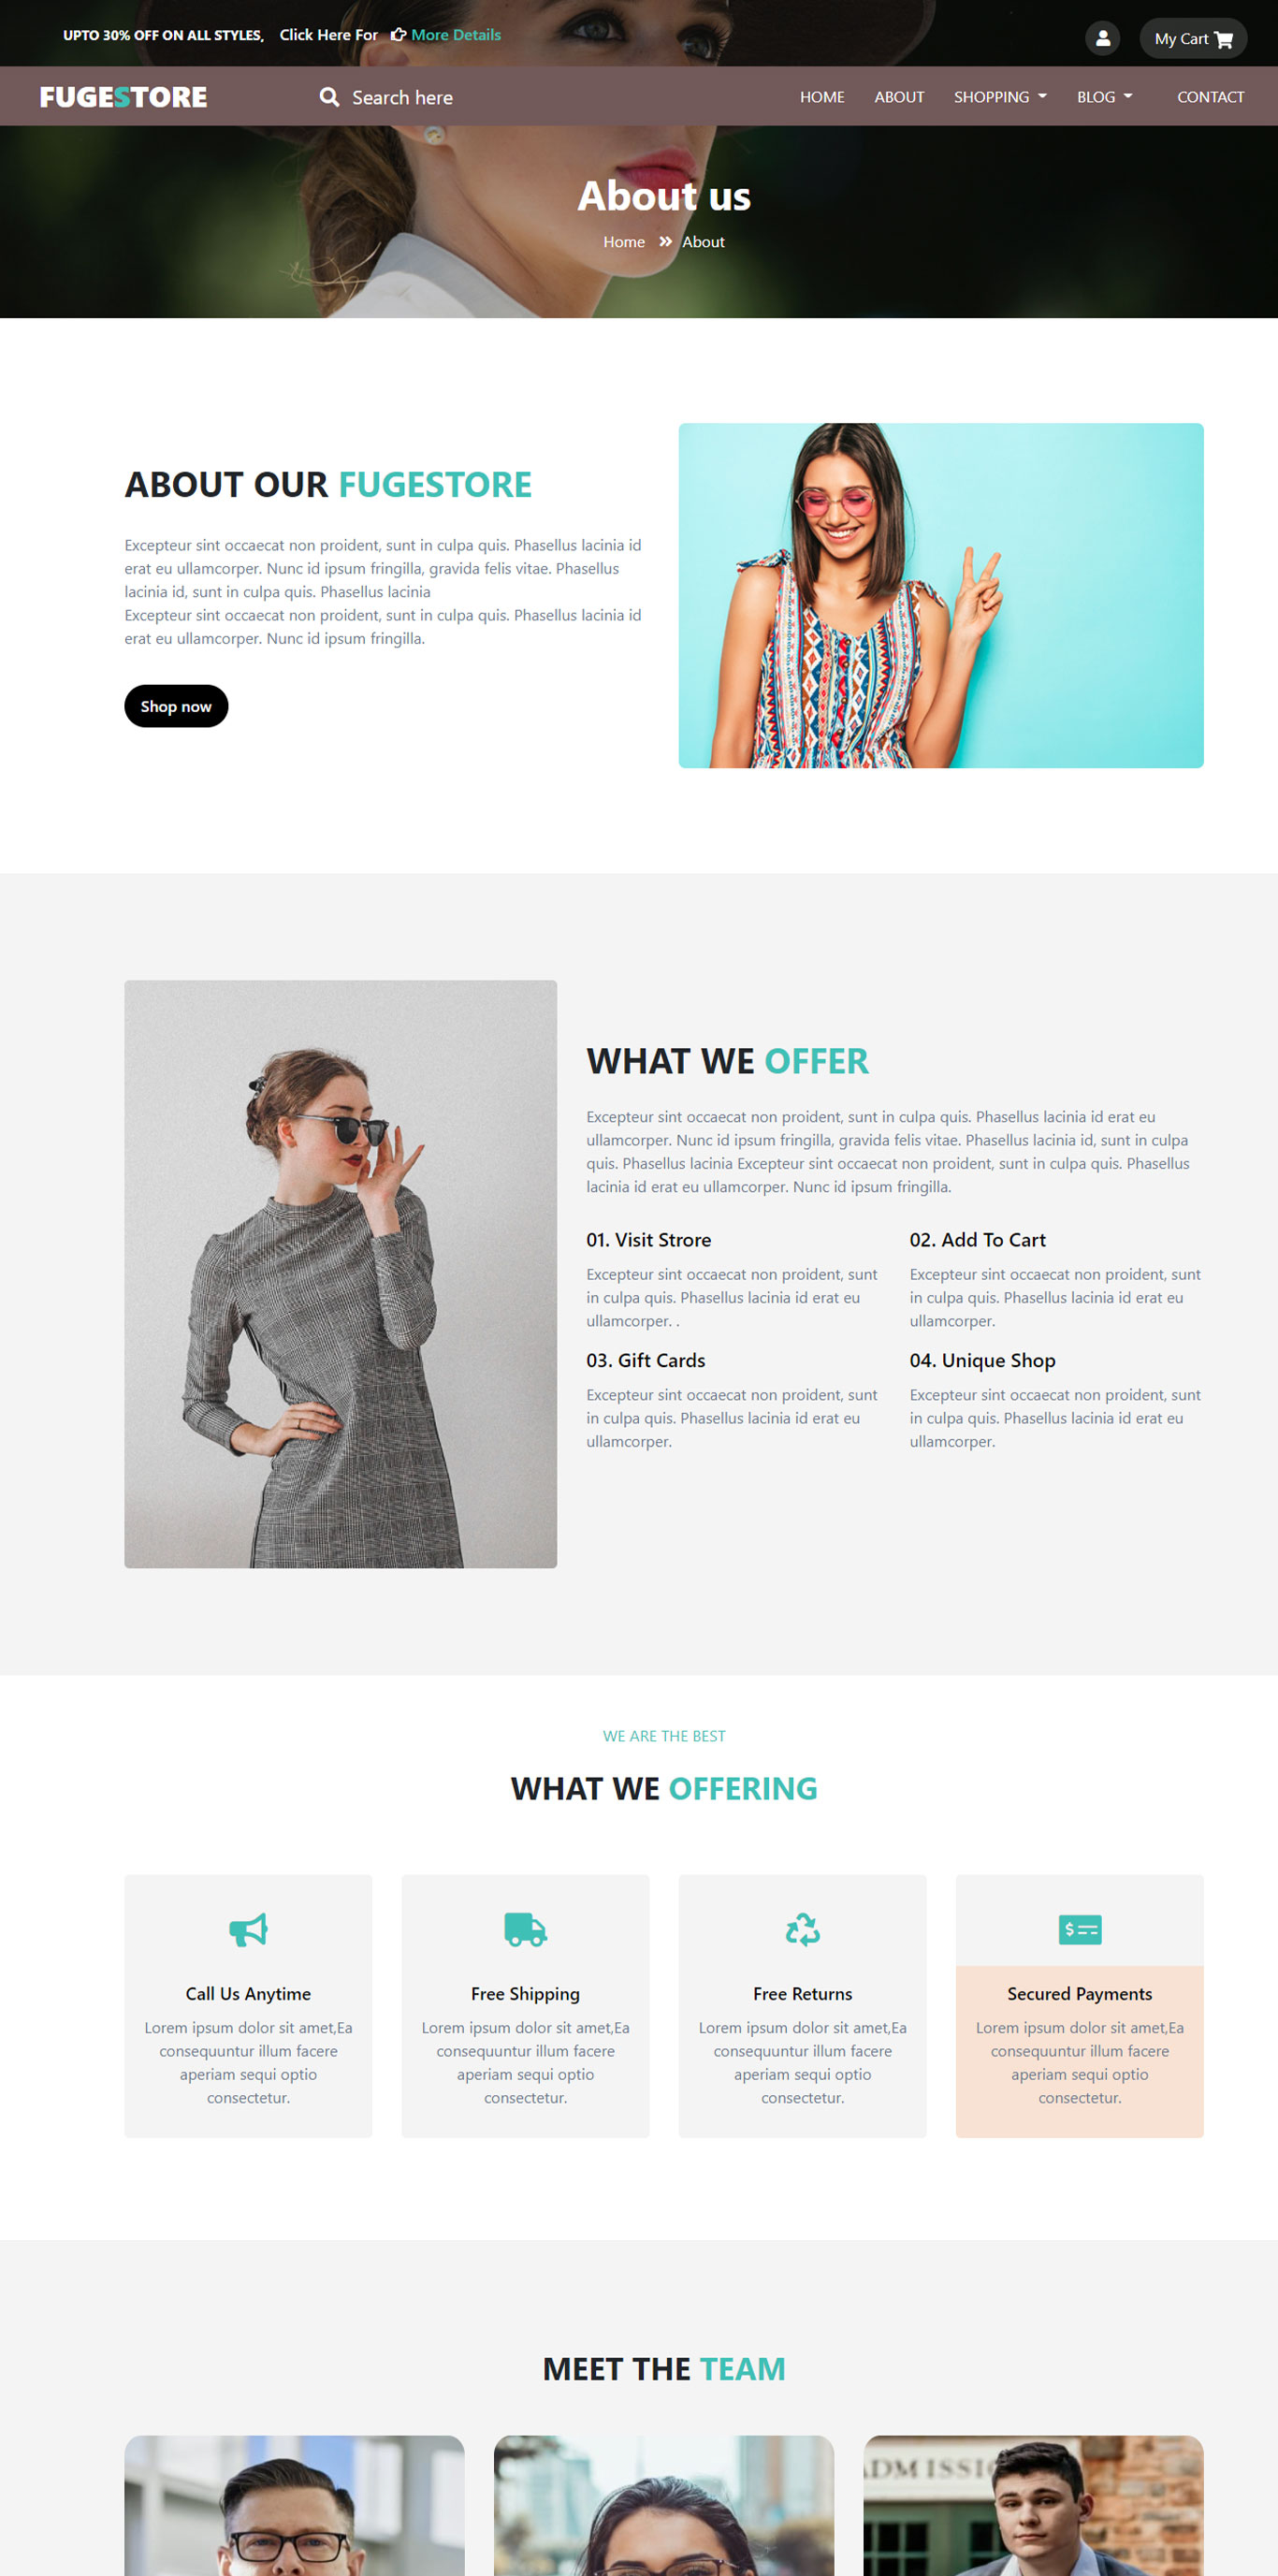 UPTO 30% OFF ON ALL STYLES, Click Here For More Details
My Cart
FUGESTORE
Search here
HOME ABOUT SHOPPING BLOG CONTACT
About us
Home » About
ABOUT OUR FUGESTORE
Excepteur sint occaecat non proident, sunt in culpa quis. Phasellus lacinia id
erat eu ullamcorper. Nunc id ipsum fringilla, gravida felis vitae. Phasellus
lacinia id, sunt in culpa quis. Phasellus lacinia
Excepteur sint occaecat non proident, sunt in culpa quis. Phasellus lacinia id
erat eu ullamcorper. Nunc id ipsum fringilla.
Shop now
WHAT WE OFFER
Excepteur sint occaecat non proident, sunt in culpa quis. Phasellus lacinia id erat eu
ullamcorper. Nunc id ipsum fringilla, gravida felis vitae. Phasellus lacinia id, sunt in culpa
quis. Phasellus lacinia Excepteur sint occaecat non proident, sunt in culpa quis. Phasellus
lacinia id erat eu ullamcorper. Nunc id ipsum fringilla.
01. Visit Strore
Excepteur sint occaecat non proident, sunt
in culpa quis. Phasellus lacinia id erat eu
ullamcorper. .
02. Add To Cart
Excepteur sint occaecat non proident, sunt
in culpa quis. Phasellus lacinia id erat eu
ullamcorper.
03. Gift Cards
Excepteur sint occaecat non proident, sunt
in culpa quis. Phasellus lacinia id erat eu
ullamcorper.
04. Unique Shop
Excepteur sint occaecat non proident, sunt
in culpa quis. Phasellus lacinia id erat eu
ullamcorper.
WE ARE THE BEST
WHAT WE OFFERING
Call Us Anytime
Lorem ipsum dolor sit amet,Ea
consequuntur illum facere
aperiam sequi optio
consectetur.
Free Shipping
Lorem ipsum dolor sit amet,Ea
consequuntur illum facere
aperiam sequi optio
consectetur.
Free Returns
Lorem ipsum dolor sit amet,Ea
consequuntur illum facere
aperiam sequi optio
consectetur.
Secured Payments
Lorem ipsum dolor sit amet,Ea
consequuntur illum facere
aperiam sequi optio
consectetur.
MEET THE TEAM